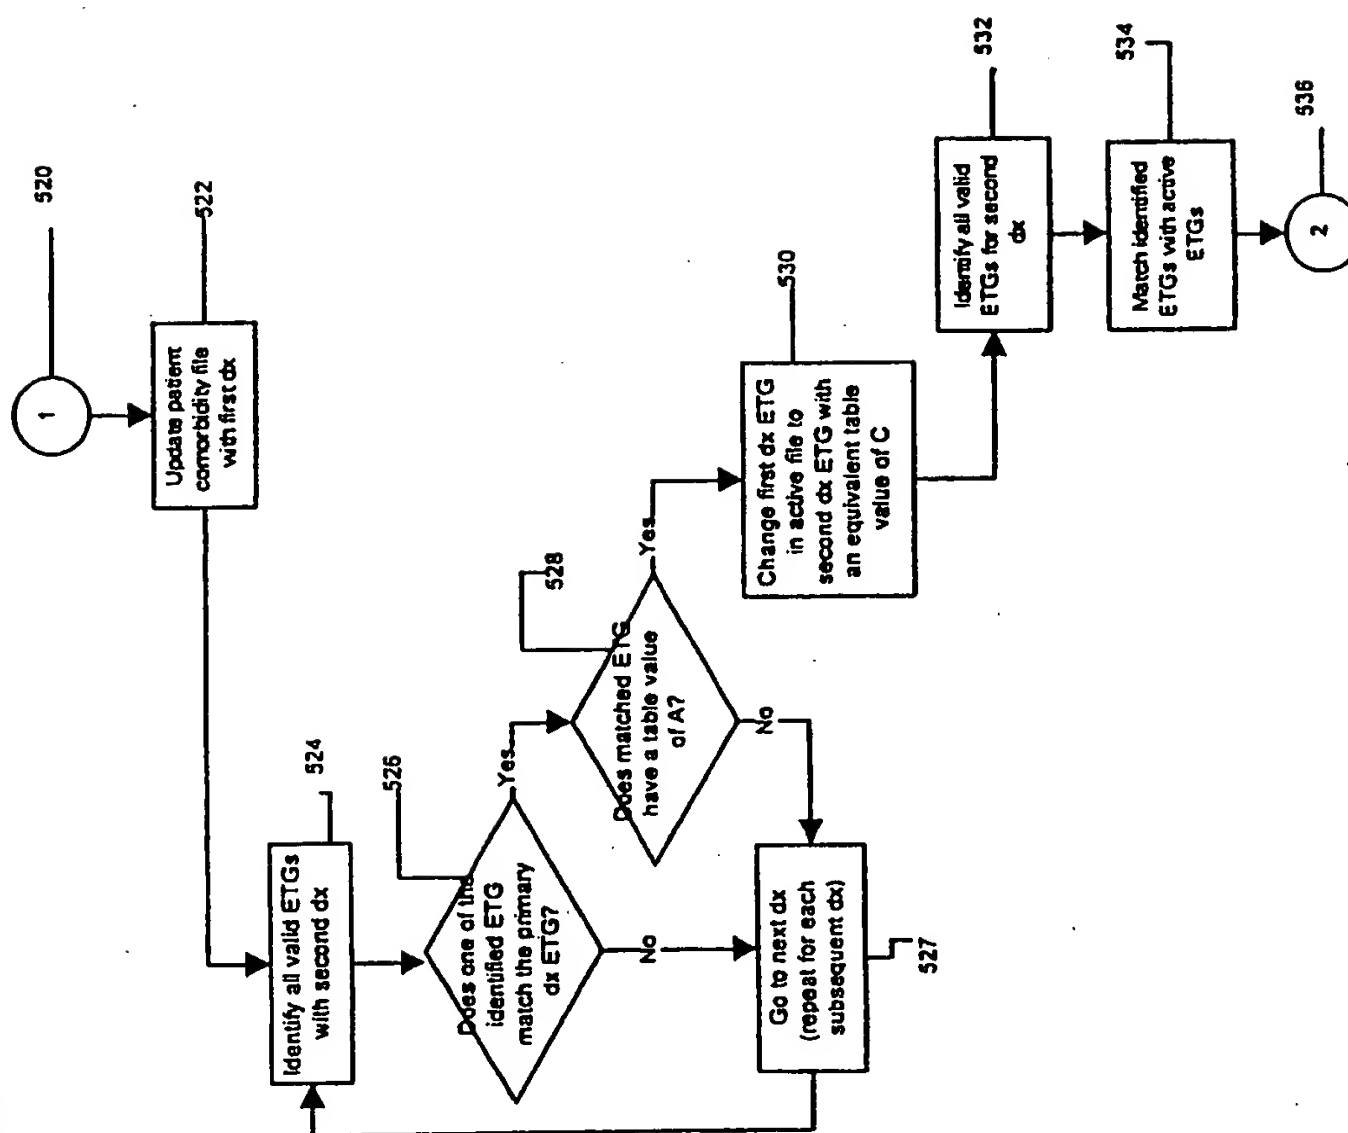 1
520
Update patient
comorbidity file
with first dx
522
Identify all valid ETGs
with second dx
524
Does one of the
identified ETG
match the primary
dx ETG?
526
Yes
No
Does matched ETG
have a table value
of A?
528
Yes
No
Go to next dx
(repeat for each
subsequent dx)
527
Change first dx ETG
in active file to
second dx ETG with
an equivalent table
value of C
530
Identify all valid
ETGs for second
dx
532
Match identified
ETGs with active
ETGs
534
2
536